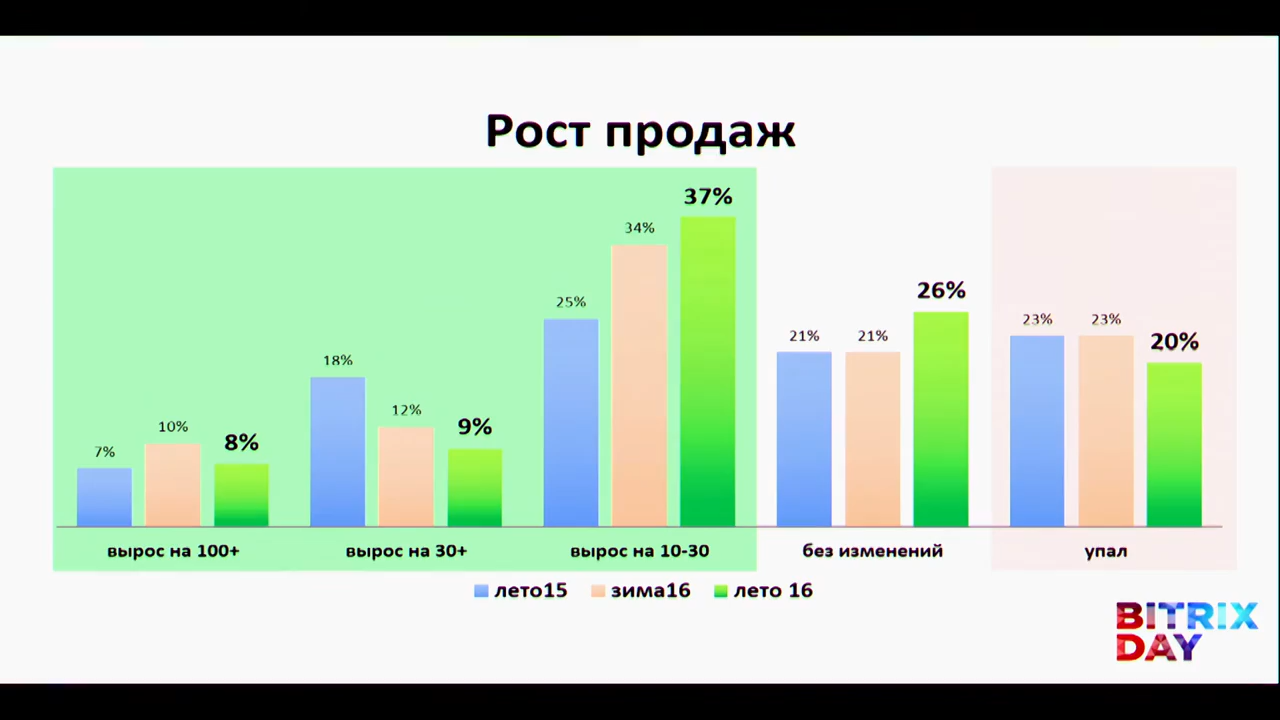 Рост продаж
37%
34%
26%
25%
23%
23%
21%
21%
20%
18%
12%
9%
10%
8%
7%
вырос на 100+
вырос на 30+
вырос на 10-30
без изменений
упал
лето15
зима16
лето 16
BITRIX
DAY